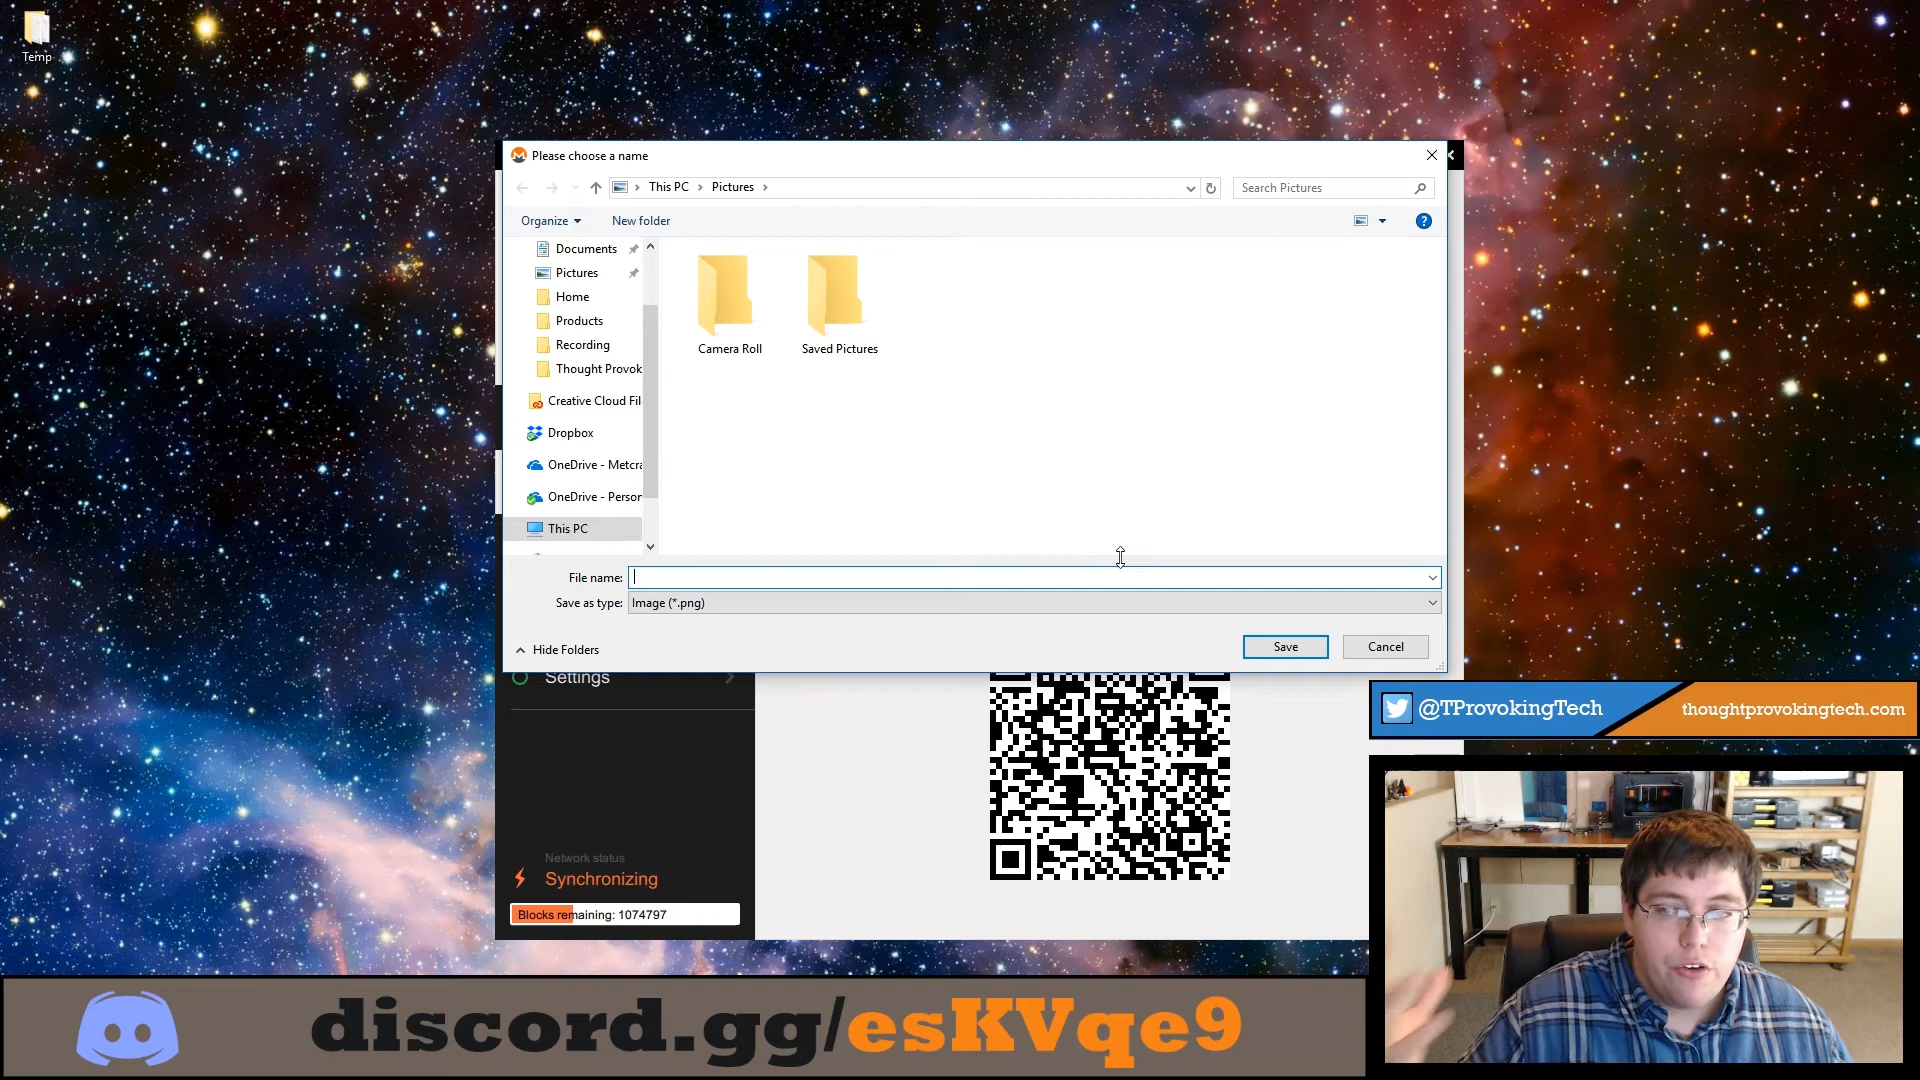 Temp
Please choose a name
This PC
Pictures
Search Pictures
Organize
New folder
Documents
Pictures
Home
Products
Recording
Thought Provok
Creative Cloud Fil
Dropbox
OneDrive - Metcra
OneDrive - Person
This PC
Camera Roll
Saved Pictures
File name:
Save as type:
Image (*.png)
Hide Folders
Save
Cancel
Settings
@TProvokingTech
thoughtprovokingtech.com
Network status
Synchronizing
Blocks remaining: 1074797
discord.gg/esKVqe9